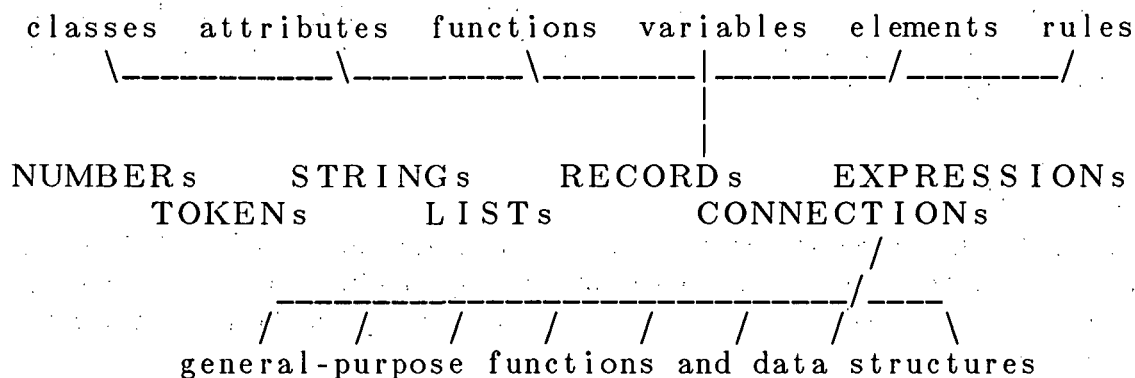 classes attributes functions variables elements rules
NUMBERs STRINGs RECORDs EXPRESSIONs
TOKENs LISTs CONNECTIONs
general-purpose functions and data structures